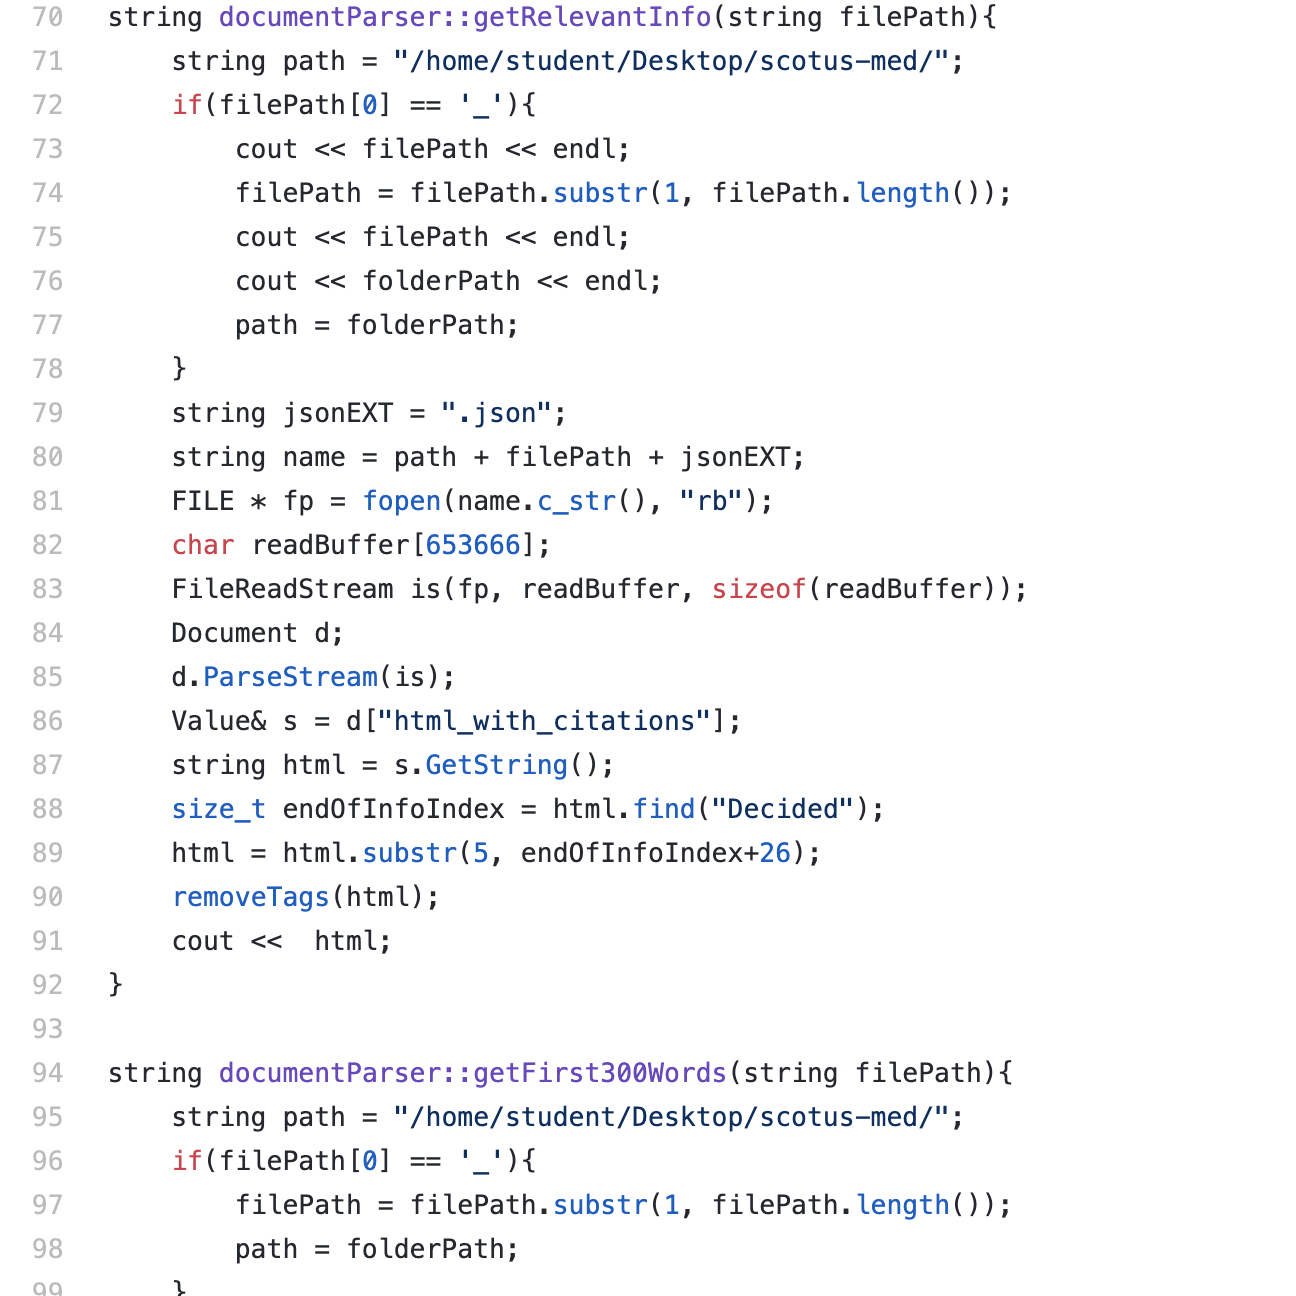 70 string documentParser::getRelevantInfo(string filePath){
71     string path = "/home/student/Desktop/scotus-med/";
72     if(filePath[0] == '_'){
73         cout << filePath << endl;
74         filePath = filePath.substr(1, filePath.length());
75         cout << filePath << endl;
76         cout << folderPath << endl;
77         path = folderPath;
78     }
79     string jsonEXT = ".json";
80     string name = path + filePath + jsonEXT;
81     FILE * fp = fopen(name.c_str(), "rb");
82     char readBuffer[653666];
83     FileReadStream is(fp, readBuffer, sizeof(readBuffer));
84     Document d;
85     d.ParseStream(is);
86     Value& s = d["html_with_citations"];
87     string html = s.GetString();
88     size_t endOfInfoIndex = html.find("Decided");
89     html = html.substr(5, endOfInfoIndex+26);
90     removeTags(html);
91     cout <<  html;
92 }
93
94 string documentParser::getFirst300Words(string filePath){
95     string path = "/home/student/Desktop/scotus-med/";
96     if(filePath[0] == '_'){
97         filePath = filePath.substr(1, filePath.length());
98         path = folderPath;
99     }